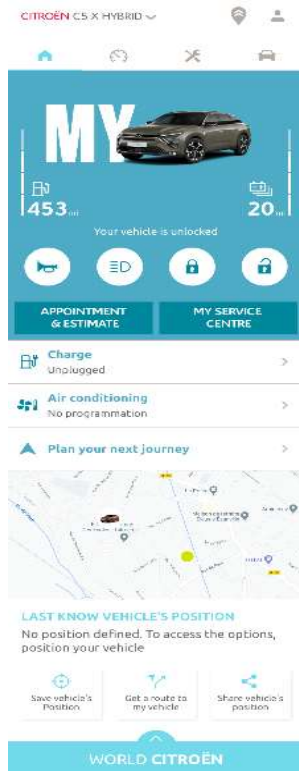 CITROËN C5 X HYBRID
MY
453 mi
20 mi
Your vehicle is unlocked
APPOINTMENT
& ESTIMATE
MY SERVICE
CENTRE
Charge
Unplugged
Air conditioning
No programmation
Plan your next journey
LAST KNOW VEHICLE'S POSITION
No position defined. To access the options,
position your vehicle
Save vehicle's
Position
Get a route to
my vehicle
Share vehicle's
position
WORLD CITROËN